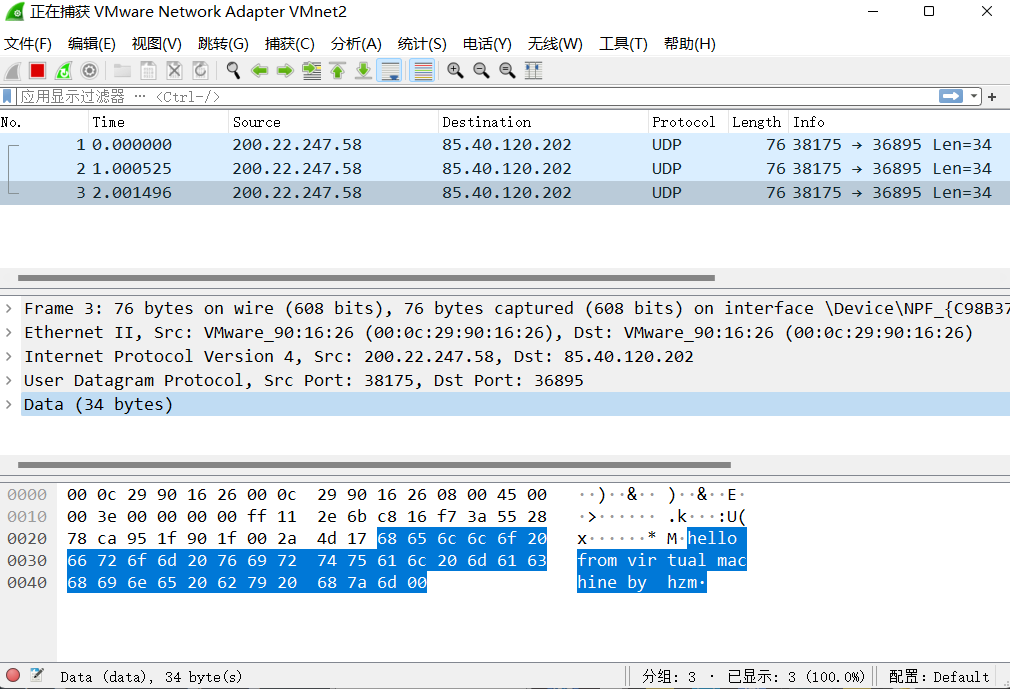 正在捕获 VMware Network Adapter VMnet2
文件(F) 编辑(E) 视图(V) 跳转(G) 捕获(C) 分析(A) 统计(S) 电话(Y) 无线(W) 工具(T) 帮助(H)
应用显示过滤器 … <Ctrl-/>
No. Time Source Destination Protocol Length Info
1 0.000000 200.22.247.58 85.40.120.202 UDP 76 38175 → 36895 Len=34
2 1.000525 200.22.247.58 85.40.120.202 UDP 76 38175 → 36895 Len=34
3 2.001496 200.22.247.58 85.40.120.202 UDP 76 38175 → 36895 Len=34
Frame 3: 76 bytes on wire (608 bits), 76 bytes captured (608 bits) on interface \Device\NPF_{C98B37
Ethernet II, Src: VMware_90:16:26 (00:0c:29:90:16:26), Dst: VMware_90:16:26 (00:0c:29:90:16:26)
Internet Protocol Version 4, Src: 200.22.247.58, Dst: 85.40.120.202
User Datagram Protocol, Src Port: 38175, Dst Port: 36895
Data (34 bytes)
0000 00 0c 29 90 16 26 00 0c 29 90 16 26 08 00 45 00 ··)··&·· )··&··E·
0010 00 3e 00 00 00 00 ff 11 2e 6b c8 16 f7 3a 55 28 ·>······ .k···:U(
0020 78 ca 95 1f 90 1f 00 2a 4d 17 68 65 6c 6c 6f 20 x······* M·hello
0030 66 72 6f 6d 20 76 69 72 74 75 61 6c 20 6d 61 63 from vir tual mac
0040 68 69 6e 65 20 62 79 20 68 7a 6d 00 hine by hzm·
Data (data), 34 byte(s) 分组: 3 · 已显示: 3 (100.0%) 配置: Default